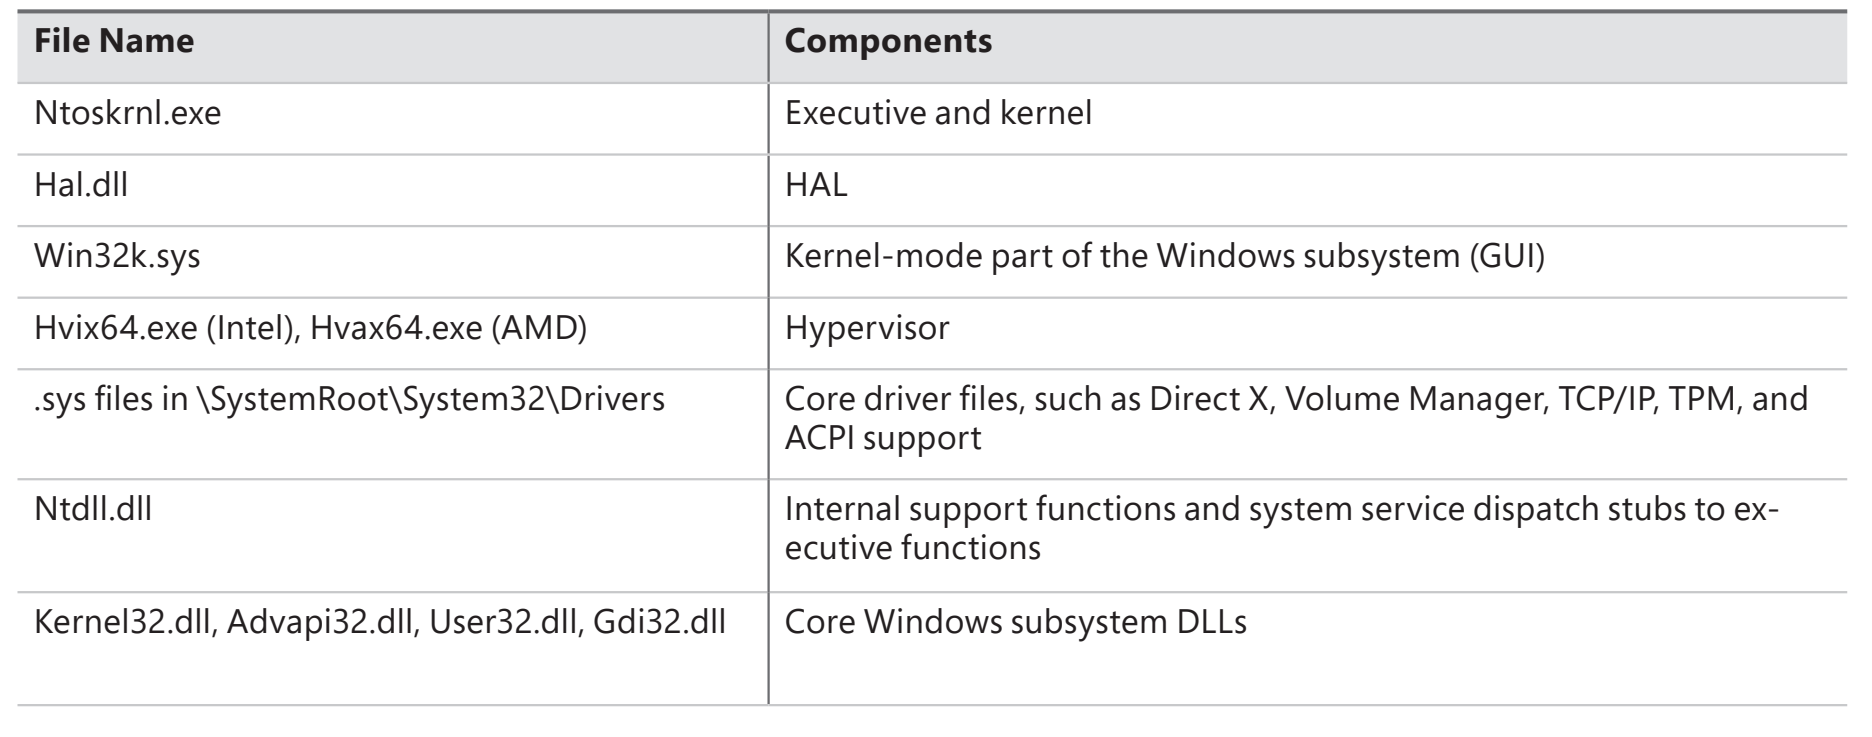 File Name Components
Ntoskrnl.exe Executive and kernel
Hal.dll HAL
Win32k.sys Kernel-mode part of the Windows subsystem (GUI)
Hvix64.exe (Intel), Hvax64.exe (AMD) Hypervisor
.sys files in \SystemRoot\System32\Drivers Core driver files, such as Direct X, Volume Manager, TCP/IP, TPM, and
ACPI support
Ntdll.dll Internal support functions and system service dispatch stubs to ex-
ecutive functions
Kernel32.dll, Advapi32.dll, User32.dll, Gdi32.dll Core Windows subsystem DLLs